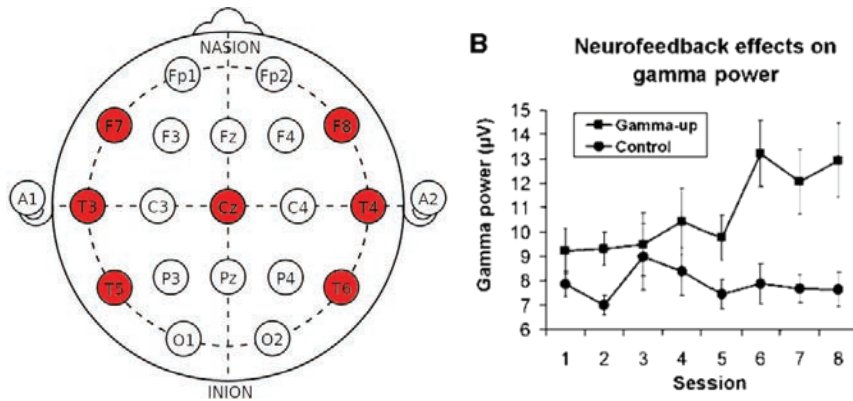 NASION
Fp1 Fp2
F7 F3 Fz F4 F8
A1 T3 C3 Cz C4 T4 A2
T5 P3 Pz P4 T6
O1 O2
INION
B
Neurofeedback effects on
gamma power
Gamma power (µV)
15
14
13
12
11
10
9
8
7
6
Gamma-up
Control
1 2 3 4 5 6 7 8
Session